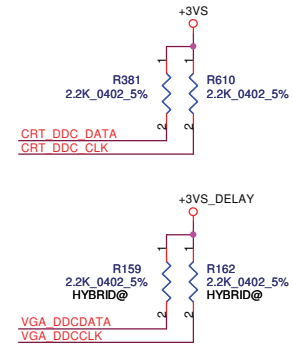 +3VS
1 1
R381 R610
2.2K_0402_5% 2.2K_0402_5%
2 2
CRT_DDC_DATA
CRT_DDC_CLK
+3VS_DELAY
1 1
R159 R162
2.2K_0402_5% 2.2K_0402_5%
HYBRID@ HYBRID@
2 2
VGA_DDCDATA
VGA_DDCCLK